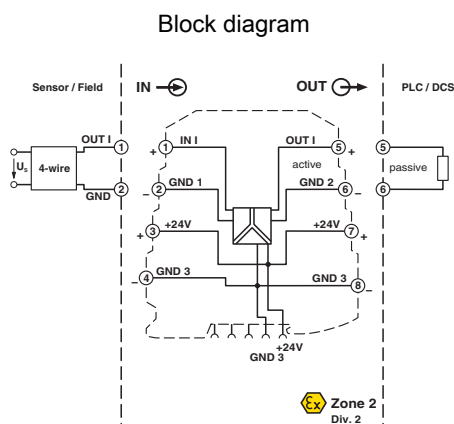 Block diagram
Sensor / Field
IN
OUT
PLC / DCS
OUT I
1
+
1
IN I
OUT I
5
+
5
Us
4-wire
active
passive
GND
2
–
2
GND 1
GND 2
6
–
6
+
3
+24V
+24V
7
+
–
4
GND 3
GND 3
8
–
+24V
GND 3
Ex
Zone 2
Div. 2